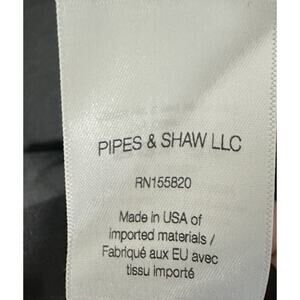 PIPES & SHAW LLC
RN155820
Made in USA of
imported materials /
Fabriqué aux EU avec
tissu importé